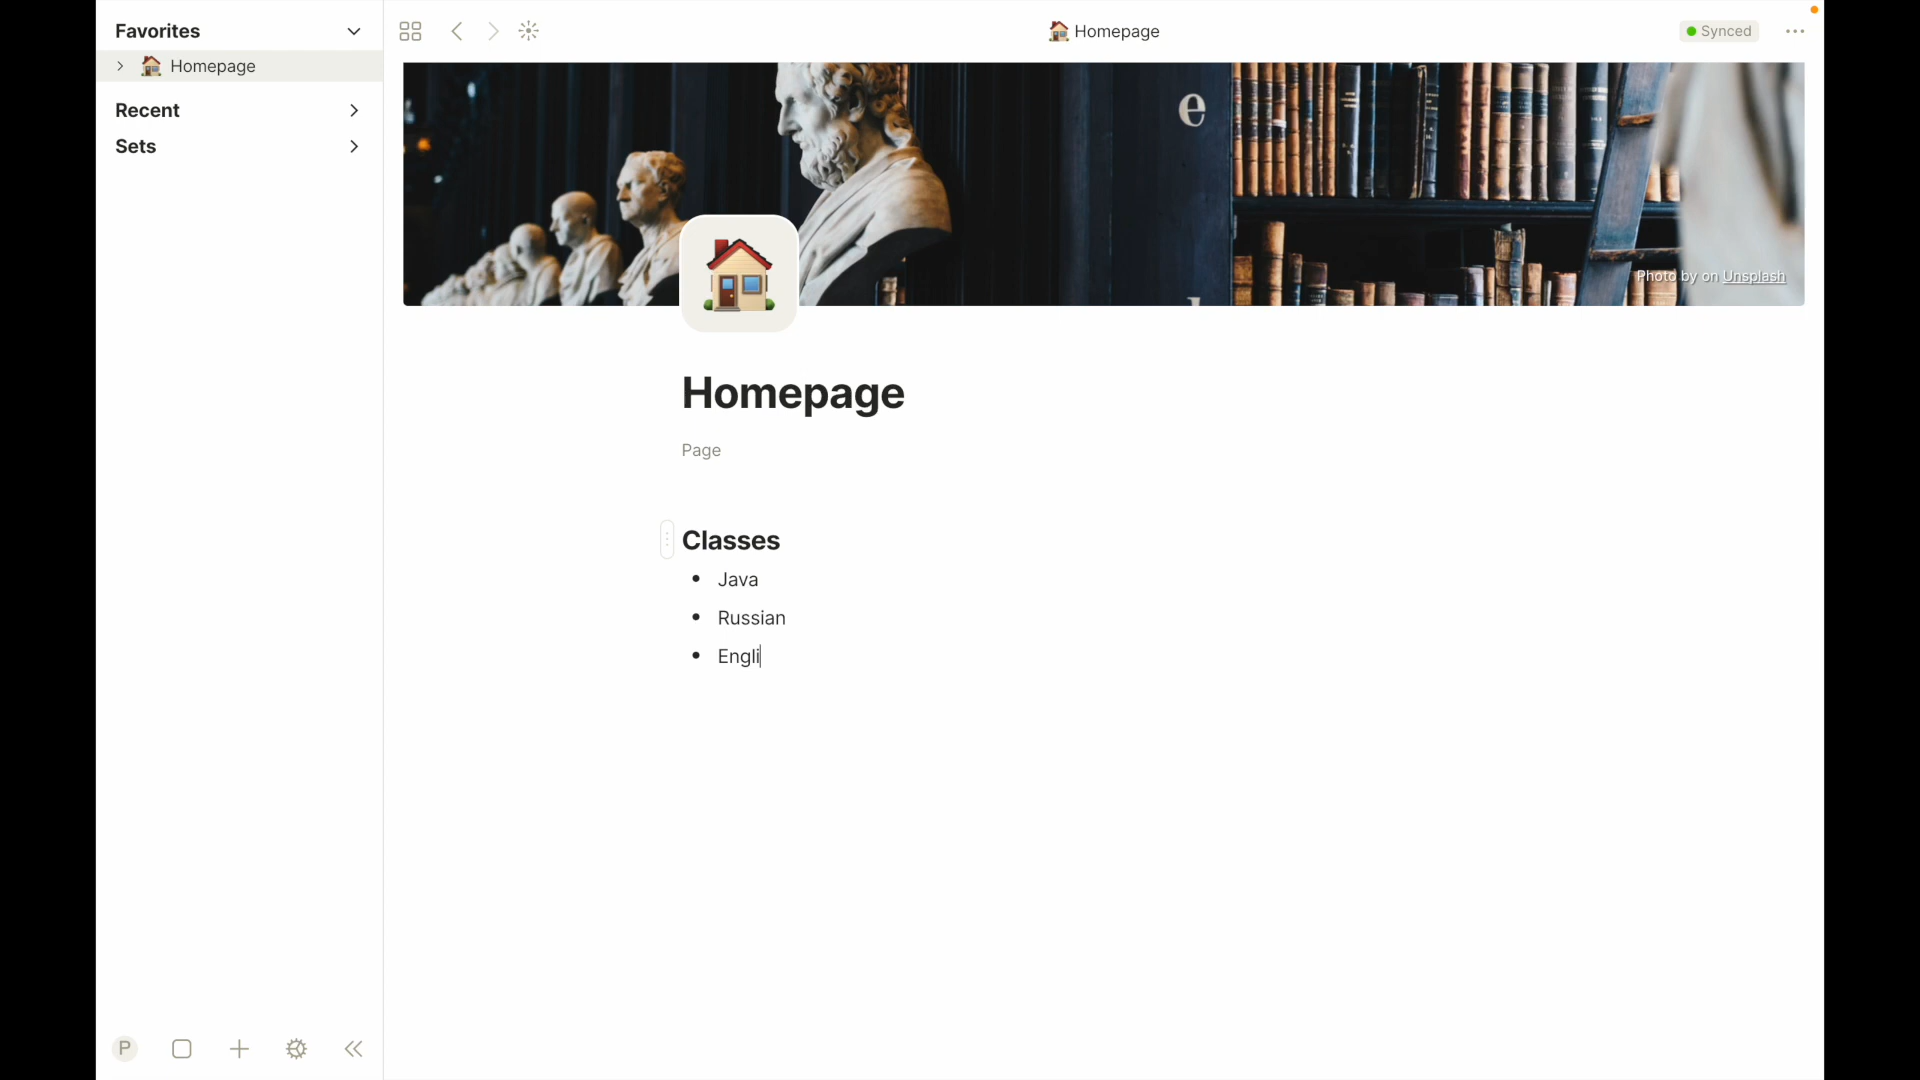 Favorites
Homepage
Synced
Homepage
Recent
Sets
e
Photo by on Unsplash
Homepage
Page
Classes
• Java
• Russian
• Engli
P